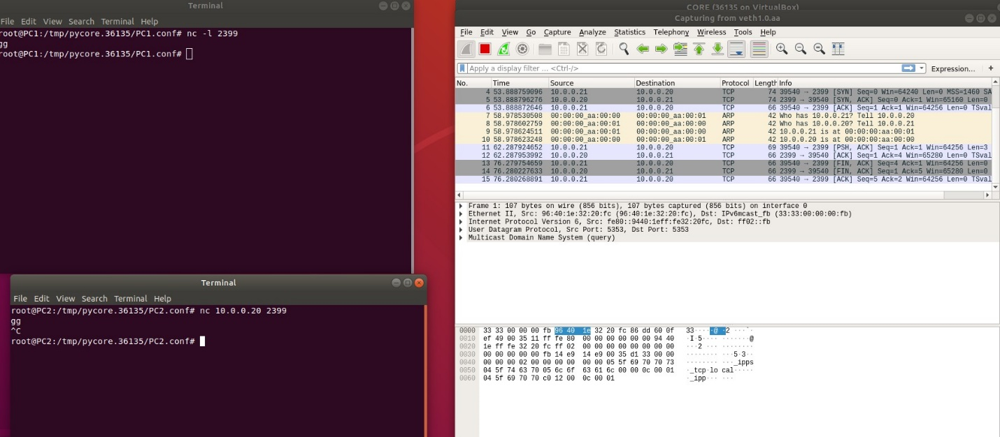 Terminal
File Edit View Search Terminal Help
root@PC1:/tmp/pycore.36135/PC1.conf# nc -l 2399
gg
root@PC1:/tmp/pycore.36135/PC1.conf#
Terminal
File Edit View Search Terminal Help
root@PC2:/tmp/pycore.36135/PC2.conf# nc 10.0.0.20 2399
gg
^C
root@PC2:/tmp/pycore.36135/PC2.conf#
CORE (36135 on VirtualBox)
Capturing from veth1.0.aa
File Edit View Go Capture Analyze Statistics Telephony Wireless Tools Help
Apply a display filter ... <Ctrl-/> Expression... +
No. Time Source Destination Protocol Length Info
4 53.888759096 10.0.0.21 10.0.0.20 TCP 74 39540 → 2399 [SYN] Seq=0 Win=64240 Len=0 MSS=1460 SA
5 53.888796276 10.0.0.20 10.0.0.21 TCP 74 2399 → 39540 [SYN, ACK] Seq=0 Ack=1 Win=65160 Len=0
6 53.888872646 10.0.0.21 10.0.0.20 TCP 66 39540 → 2399 [ACK] Seq=1 Ack=1 Win=64256 Len=0 TSval
7 58.978530508 00:00:00_aa:00:00 00:00:00_aa:00:01 ARP 42 Who has 10.0.0.21? Tell 10.0.0.20
8 58.978602759 00:00:00_aa:00:01 00:00:00_aa:00:00 ARP 42 Who has 10.0.0.20? Tell 10.0.0.21
9 58.978624511 00:00:00_aa:00:01 00:00:00_aa:00:00 ARP 42 10.0.0.21 is at 00:00:00:aa:00:01
10 58.978623248 00:00:00_aa:00:00 00:00:00_aa:00:01 ARP 42 10.0.0.20 is at 00:00:00:aa:00:00
11 62.287924652 10.0.0.21 10.0.0.20 TCP 69 39540 → 2399 [PSH, ACK] Seq=1 Ack=1 Win=64256 Len=3
12 62.287953992 10.0.0.20 10.0.0.21 TCP 66 2399 → 39540 [ACK] Seq=1 Ack=4 Win=65280 Len=0 TSval
13 76.279754659 10.0.0.21 10.0.0.20 TCP 66 39540 → 2399 [FIN, ACK] Seq=4 Ack=1 Win=64256 Len=0
14 76.280227633 10.0.0.20 10.0.0.21 TCP 66 2399 → 39540 [FIN, ACK] Seq=1 Ack=5 Win=65280 Len=0
15 76.280268891 10.0.0.21 10.0.0.20 TCP 66 39540 → 2399 [ACK] Seq=5 Ack=2 Win=64256 Len=0 TSval
Frame 1: 107 bytes on wire (856 bits), 107 bytes captured (856 bits) on interface 0
Ethernet II, Src: 96:40:1e:32:20:fc (96:40:1e:32:20:fc), Dst: IPv6mcast_fb (33:33:00:00:00:fb)
Internet Protocol Version 6, Src: fe80::9440:1eff:fe32:20fc, Dst: ff02::fb
User Datagram Protocol, Src Port: 5353, Dst Port: 5353
Multicast Domain Name System (query)
0000 33 33 00 00 00 fb 96 40 1e 32 20 fc 86 dd 60 0f 33·····@ ·2 ···`·
0010 ef 49 00 35 11 ff fe 80 00 00 00 00 00 00 94 40 ·I·5···· ·······@
0020 1e ff fe 32 20 fc ff 02 00 00 00 00 00 00 00 00 ···2 ··· ········
0030 00 00 00 00 00 fb 14 e9 14 e9 00 35 d1 33 00 00 ········ ···5·3··
0040 00 00 00 02 00 00 00 00 00 00 05 5f 69 70 70 73 ········ ···_ipps
0050 04 5f 74 63 70 05 6c 6f 63 61 6c 00 00 0c 00 01 ·_tcp·lo cal·····
0060 04 5f 69 70 70 c0 12 00 0c 00 01 ·_ipp··· ···